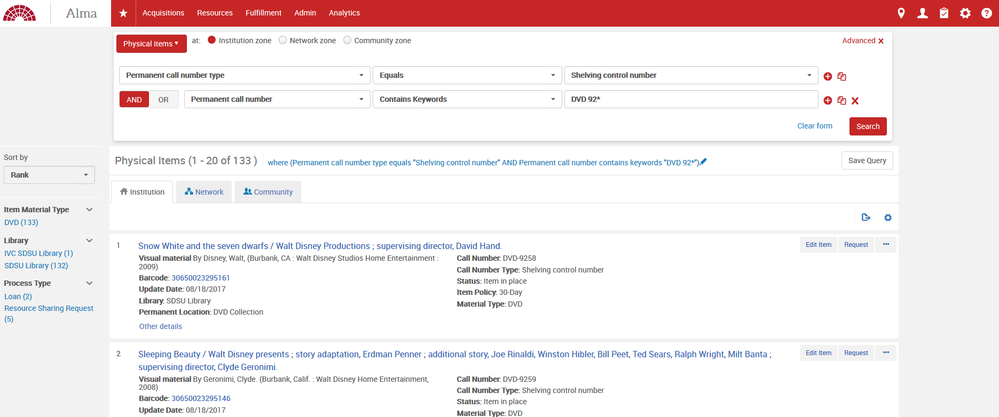 Alma
★ Acquisitions Resources Fulfillment Admin Analytics
Physical items at: Institution zone Network zone Community zone Advanced
Permanent call number type Equals Shelving control number
AND OR Permanent call number Contains Keywords DVD 92*
Clear form Search
Sort by
Rank
Item Material Type
DVD (133)
Library
IVC SDSU Library (1)
SDSU Library (132)
Process Type
Loan (2)
Resource Sharing Request
(5)
Physical Items (1 - 20 of 133 ) where (Permanent call number type equals "Shelving control number" AND Permanent call number contains keywords "DVD 92*") Save Query
Institution Network Community
1 Snow White and the seven dwarfs / Walt Disney Productions ; supervising director, David Hand. Edit Item Request ...
Visual material By Disney, Walt, (Burbank, CA : Walt Disney Studios Home Entertainment :
2009)
Barcode: 30650023295161
Update Date: 08/18/2017
Library: SDSU Library
Permanent Location: DVD Collection
Other details
Call Number: DVD-9258
Call Number Type: Shelving control number
Status: Item in place
Item Policy: 30-Day
Material Type: DVD
2 Sleeping Beauty / Walt Disney presents ; story adaptation, Erdman Penner ; additional story, Joe Rinaldi, Winston Hibler, Bill Peet, Ted Sears, Ralph Wright, Milt Banta ; Edit Item Request ...
supervising director, Clyde Geronimi.
Visual material By Geronimi, Clyde. (Burbank, Calif. : Walt Disney Home Entertainment,
2008)
Barcode: 30650023295146
Update Date: 08/18/2017
Call Number: DVD-9259
Call Number Type: Shelving control number
Status: Item in place
Material Type: DVD